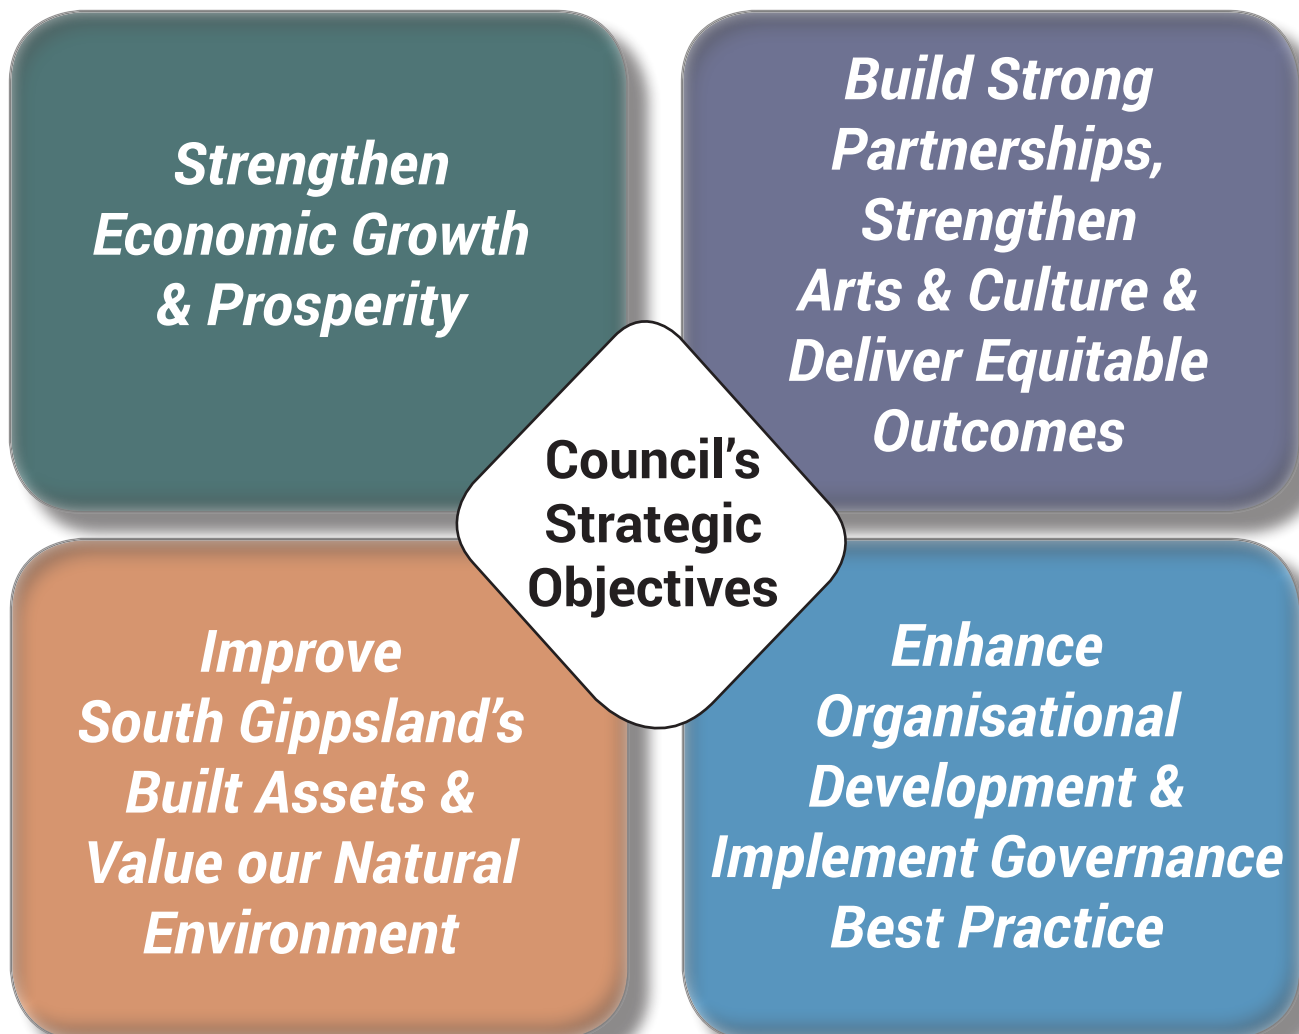 Strengthen
Economic Growth
& Prosperity
Build Strong
Partnerships,
Strengthen
Arts & Culture &
Deliver Equitable
Outcomes
Council’s
Strategic
Objectives
Improve
South Gippsland’s
Built Assets &
Value our Natural
Environment
Enhance
Organisational
Development &
Implement Governance
Best Practice